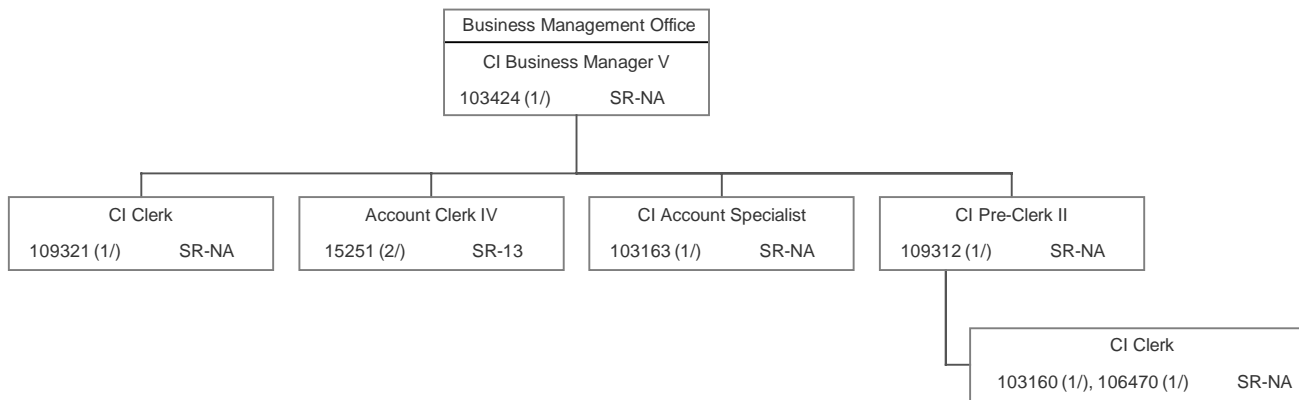 Business Management Office
CI Business Manager V
103424 (1/) SR-NA
CI Clerk
109321 (1/) SR-NA
Account Clerk IV
15251 (2/) SR-13
CI Account Specialist
103163 (1/) SR-NA
CI Pre-Clerk II
109312 (1/) SR-NA
CI Clerk
103160 (1/), 106470 (1/) SR-NA